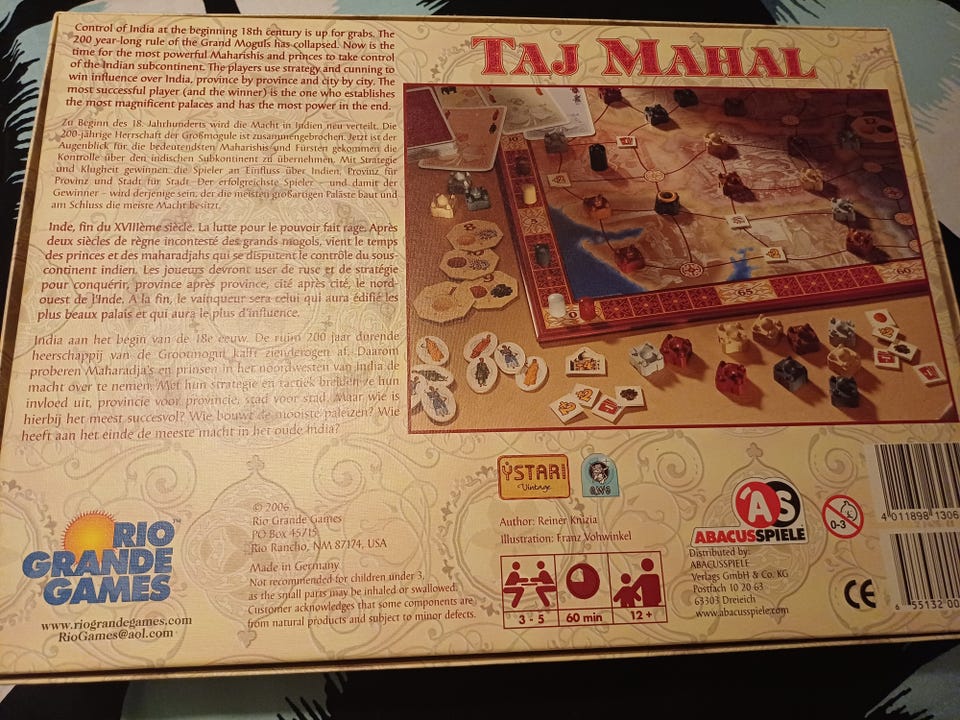 Control of India at the beginning 18th century is up for grabs. The
200 year-long rule of the Grand Moguls has collapsed. Now is the
time for the most powerful Maharishis and princes to take control
of the Indian subcontinent. The players use strategy and cunning to
win influence over India, province by province and city by city. The
most successful player (and the winner) is the one who establishes
the most magnificent palaces and has the most power in the end.
Zu Beginn des 18. Jahrhunderts wird die Macht in Indien neu verteilt. Die
200-jährige Herrschaft der Großmogule ist zusammengebrochen. Jetzt ist der
Augenblick für die bedeutendsten Maharishis und Fürsten gekommen die
Kontrolle über den indischen Subkontinent zu übernehmen. Mit Strategie
und Klugheit gewinnen die Spieler an Einfluss über Indien, Provinz für
Provinz und Stadt für Stadt. Der erfolgreichste Spieler – und damit der
Gewinner – wird derjenige sein, der die meisten großartigen Paläste baut und
am Schluss die meiste Macht besitzt.
Inde, fin du XVIIIème siècle. La lutte pour le pouvoir fait rage. Après
deux siècles de règne incontesté des grands mogols, vient le temps
des princes et des maharadjahs qui se disputent le contrôle du sous-
continent indien. Les joueurs devront user de ruse et de stratégie
pour conquérir, province après province, cité après cité, le nord-
ouest de l'Inde. A la fin, le vainqueur sera celui qui aura édifié les
plus beaux palais et qui aura le plus d'influence.
India aan het begin van de 18e eeuw. De ruim 200 jaar durende
heerschappij van de Grootmogul kalft zienderogen af. Daarom
proberen Maharadja's en prinsen in het noordwesten van India de
macht over te nemen. Met hun strategie en tactiek breiden ze hun
invloed uit, provincie voor provincie, stad voor stad. Maar wie is
hierbij het meest succesvol? Wie bouwt de mooiste paleizen? Wie
heeft aan het einde de meeste macht in het oude India?
TAJ MAHAL
0
65
60
RIO
GRANDE
GAMES
TM
www.riograndegames.com
RioGames@aol.com
© 2006
Rio Grande Games
PO Box 45715
Rio Rancho, NM 87174, USA
Made in Germany
Not recommended for children under 3,
as the small parts may be inhaled or swallowed.
Customer acknowledges that some components are
from natural products and subject to minor defects.
YSTARI
Vintage
QWG
Author: Reiner Knizia
Illustration: Franz Vohwinkel
3 - 5
60 min
12 +
AS
ABACUSSPIELE
Distributed by:
ABACUSSPIELE
Verlags GmbH & Co. KG
Postfach 10 20 63
63303 Dreieich
www.abacusspiele.com
0-3
CE
4 011898 1306
6 55132 00